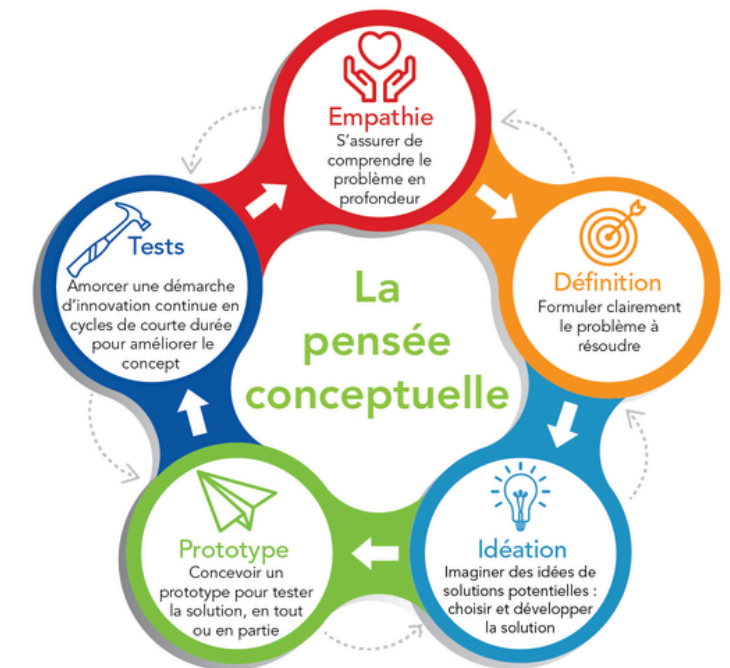 Empathie
S'assurer de
comprendre le
problème en
profondeur
Définition
Formuler clairement
le problème à
résoudre
Idéation
Imaginer des idées de
solutions potentielles :
choisir et développer
la solution
Prototype
Concevoir un
prototype pour tester
la solution, en tout
ou en partie
Tests
Amorcer une démarche
d'innovation continue en
cycles de courte durée
pour améliorer le
concept
La
pensée
conceptuelle